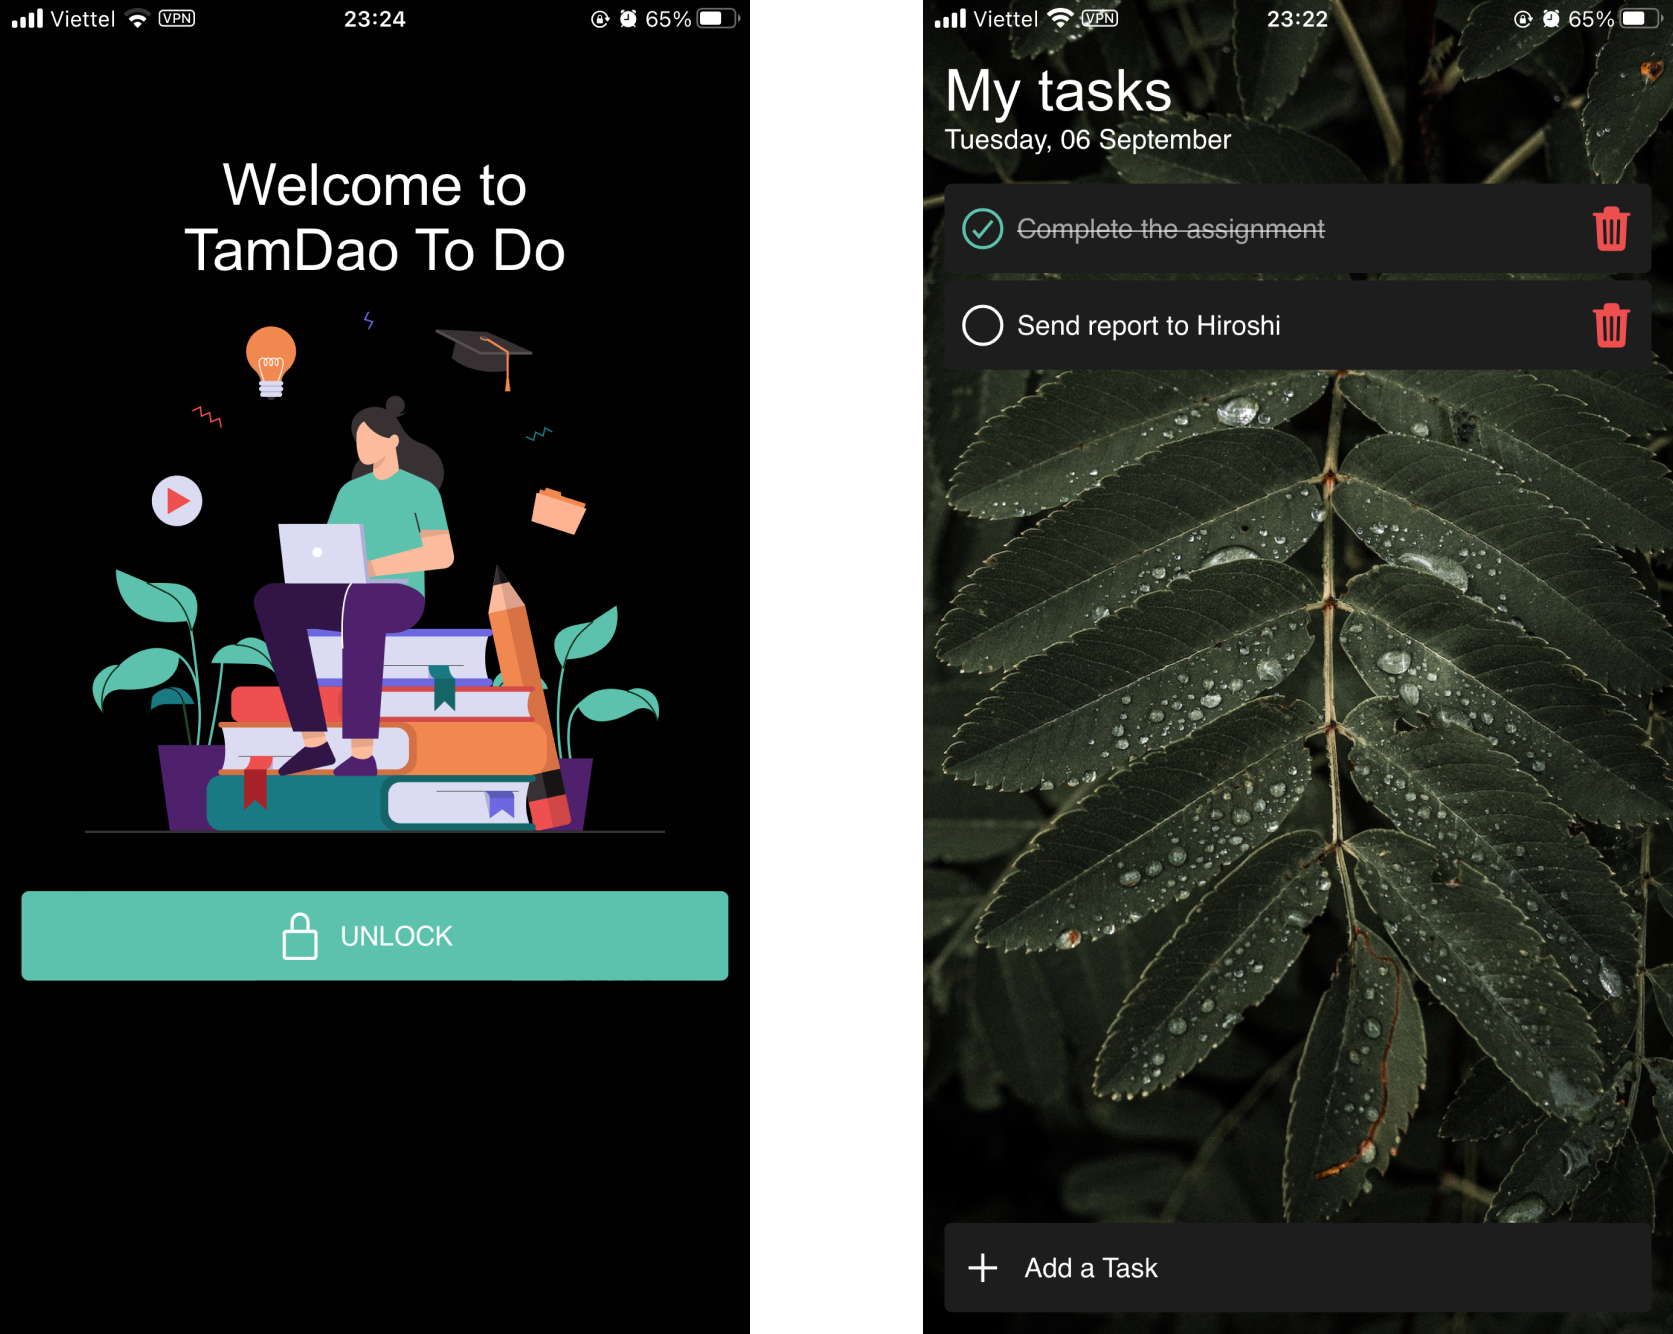 Viettel VPN 23:24 65%
Welcome to
TamDao To Do
UNLOCK
Viettel VPN 23:22 65%
My tasks
Tuesday, 06 September
Complete the assignment
Send report to Hiroshi
Add a Task